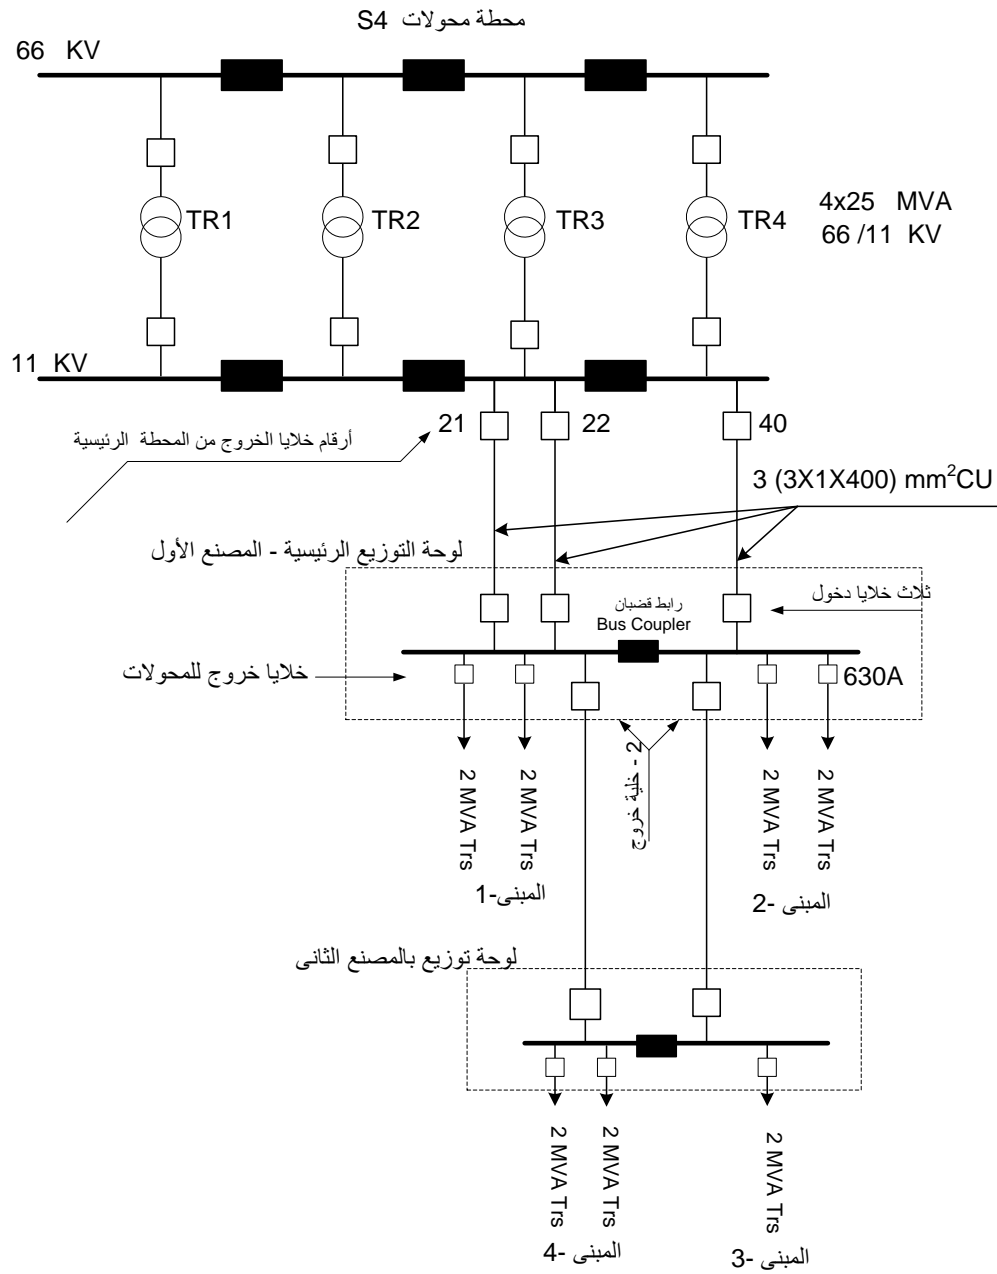 محطة محولات S4
66 KV
TR1
TR2
TR3
TR4
4x25 MVA
66 /11 KV
11 KV
21
22
40
أرقام خلايا الخروج من المحطة الرئيسية
3 (3X1X400) mm²CU
لوحة التوزيع الرئيسية - المصنع الأول
ثلاث خلايا دخول
رابط قضبان
Bus Coupler
خلايا خروج للمحولات
630A
2 - خلية خروج
2 MVA Trs
2 MVA Trs
2 MVA Trs
2 MVA Trs
المبنى-1
المبنى -2
لوحة توزيع بالمصنع الثانى
2 MVA Trs
2 MVA Trs
2 MVA Trs
المبنى -4
المبنى -3